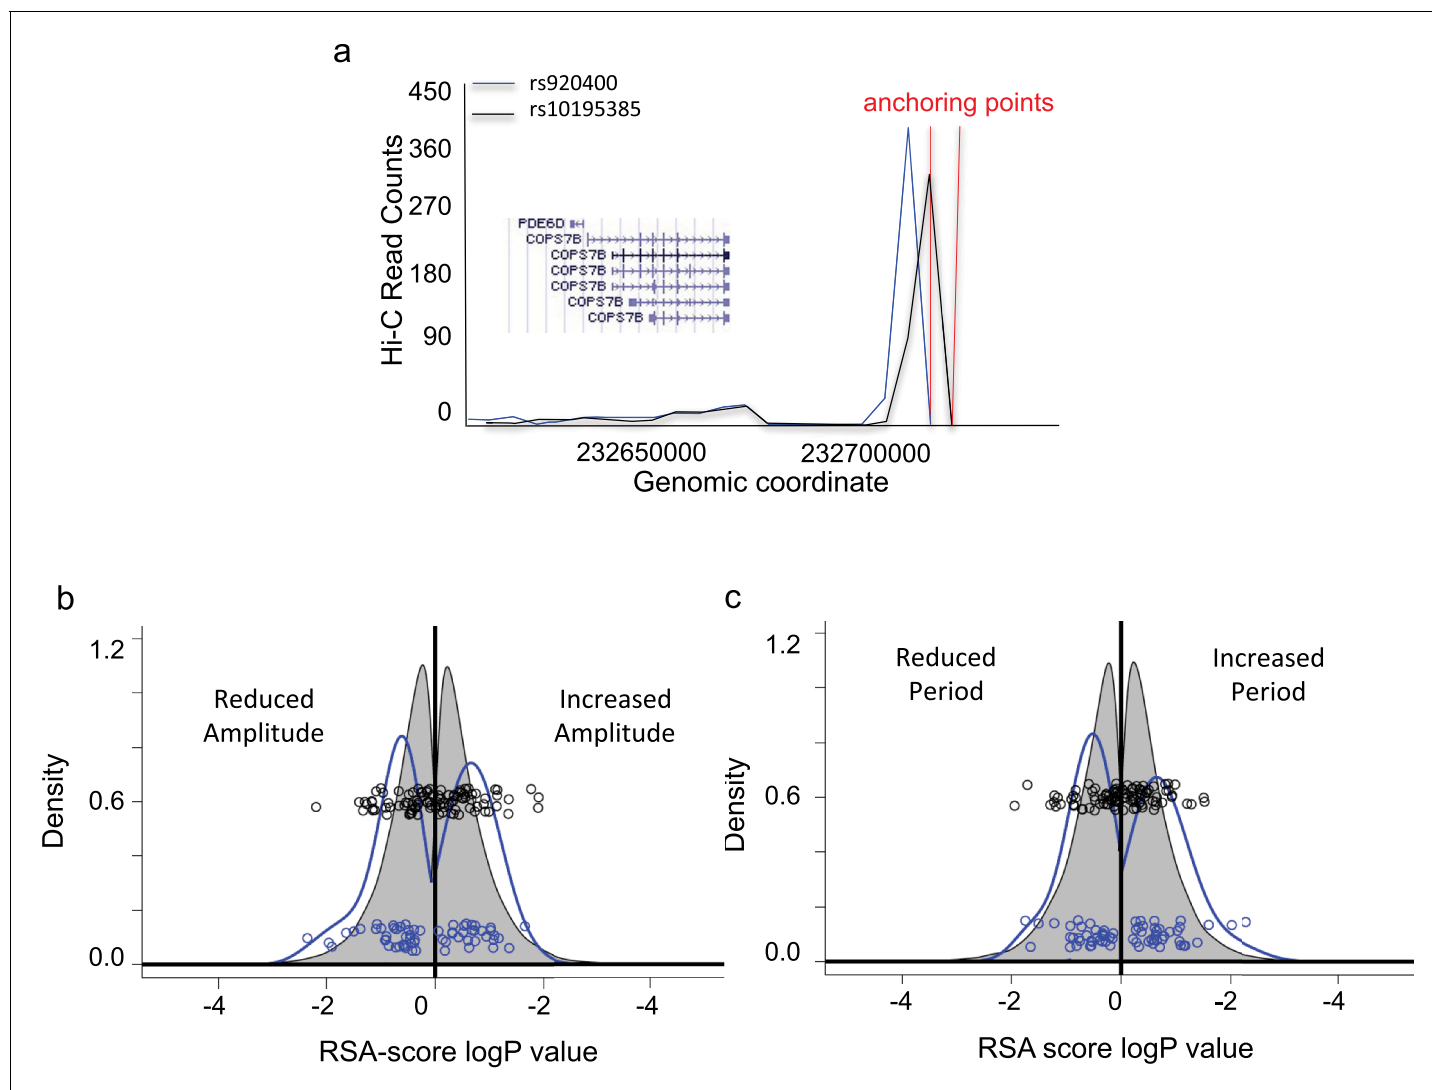 a
450
360
270
180
90
0
Hi-C Read Counts
rs920400
rs10195385
anchoring points
PDE6D
COPS7B
COPS7B
COPS7B
COPS7B
COPS7B
COPS7B
232650000
232700000
Genomic coordinate
b
1.2
0.6
0.0
Density
Reduced
Amplitude
Increased
Amplitude
-4
-2
0
-2
-4
RSA-score logP value
c
1.2
0.6
0.0
Density
Reduced
Period
Increased
Period
-4
-2
0
-2
-4
RSA score logP value